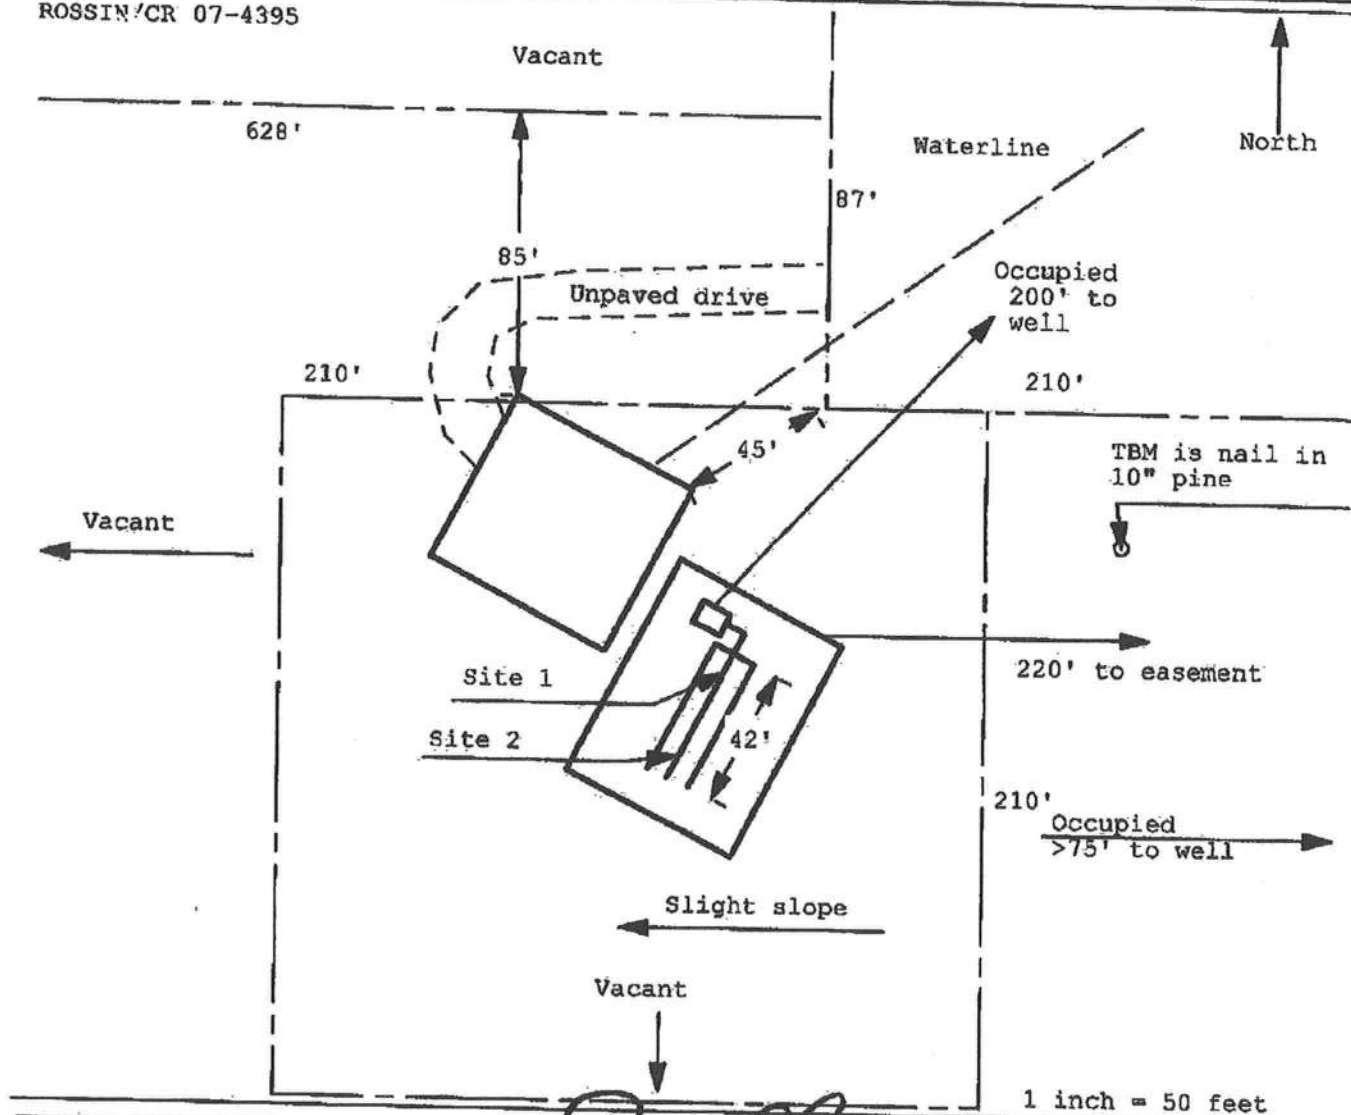 ROSSIN/CR 07-4395
Vacant
628'
Waterline
North
87'
85'
Occupied
200' to
well
Unpaved drive
210'
210'
45'
TBM is nail in
10" pine
Vacant
220' to easement
Site 1
Site 2
42'
210'
Occupied
>75' to well
Slight slope
Vacant
1 inch = 50 feet